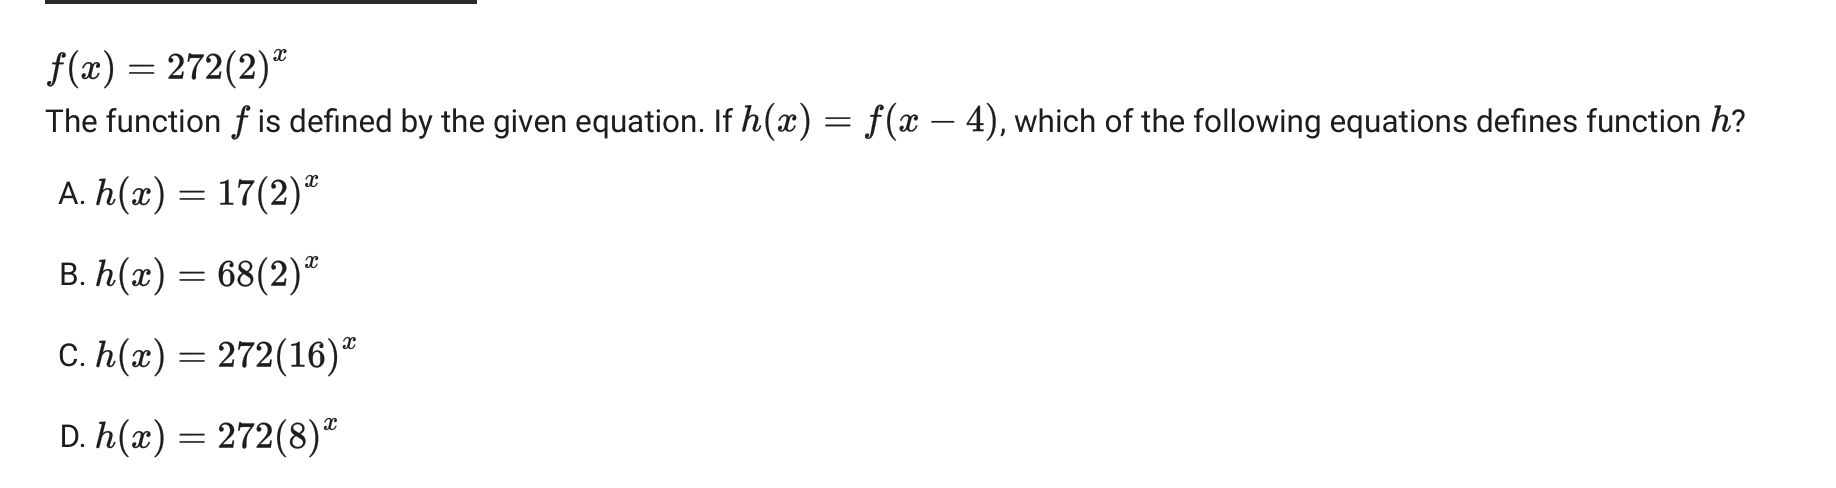 f(x) = 272(2)ˣ
The function f is defined by the given equation. If h(x) = f(x − 4), which of the following equations defines function h?
A. h(x) = 17(2)ˣ
B. h(x) = 68(2)ˣ
C. h(x) = 272(16)ˣ
D. h(x) = 272(8)ˣ